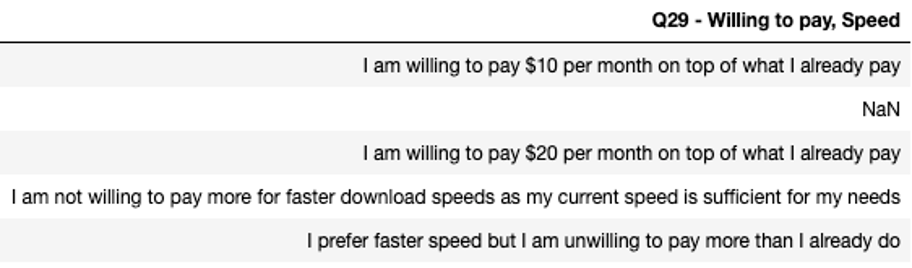 Q29 - Willing to pay, Speed
I am willing to pay $10 per month on top of what I already pay
NaN
I am willing to pay $20 per month on top of what I already pay
I am not willing to pay more for faster download speeds as my current speed is sufficient for my needs
I prefer faster speed but I am unwilling to pay more than I already do